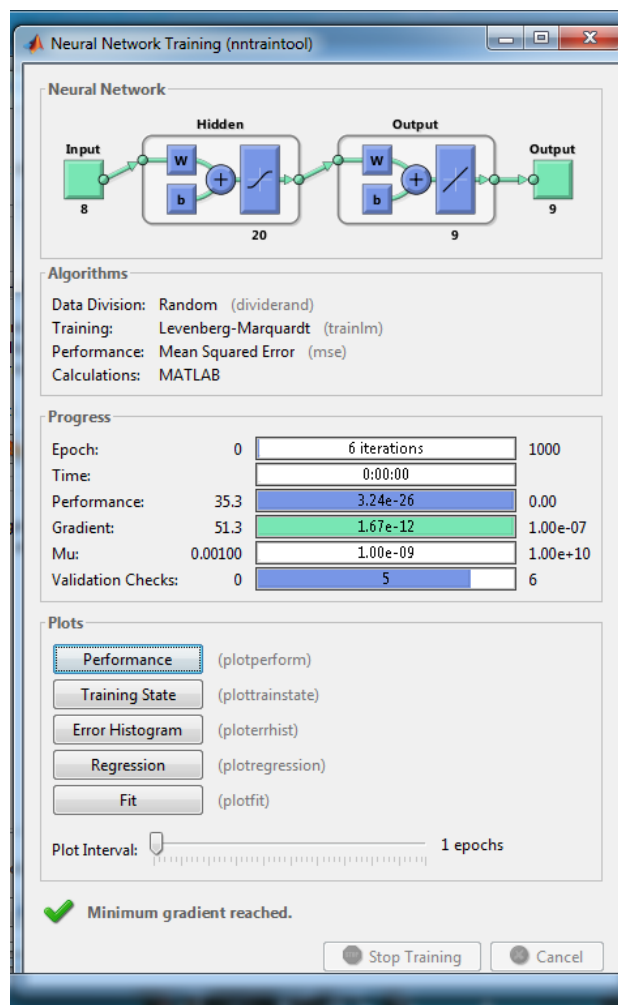 Neural Network Training (nntraintool)
Neural Network
Hidden Output
Input Output
W W
b b
8 9
20 9
Algorithms
Data Division: Random (dividerand)
Training: Levenberg-Marquardt (trainlm)
Performance: Mean Squared Error (mse)
Calculations: MATLAB
Progress
Epoch: 0 6 iterations 1000
Time: 0:00:00
Performance: 35.3 3.24e-26 0.00
Gradient: 51.3 1.67e-12 1.00e-07
Mu: 0.00100 1.00e-09 1.00e+10
Validation Checks: 0 5 6
Plots
Performance (plotperform)
Training State (plottrainstate)
Error Histogram (ploterrhist)
Regression (plotregression)
Fit (plotfit)
Plot Interval: 1 epochs
Minimum gradient reached.
Stop Training Cancel